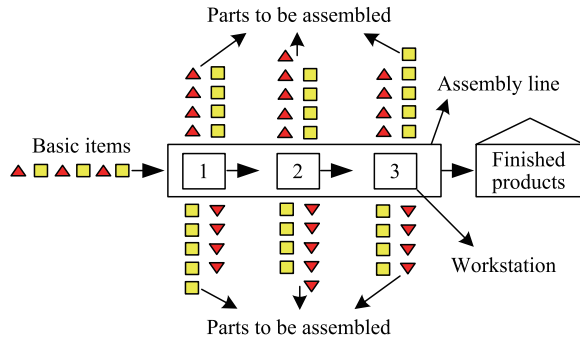 Parts to be assembled
Assembly line
Basic items
1
2
3
Finished
products
Workstation
Parts to be assembled